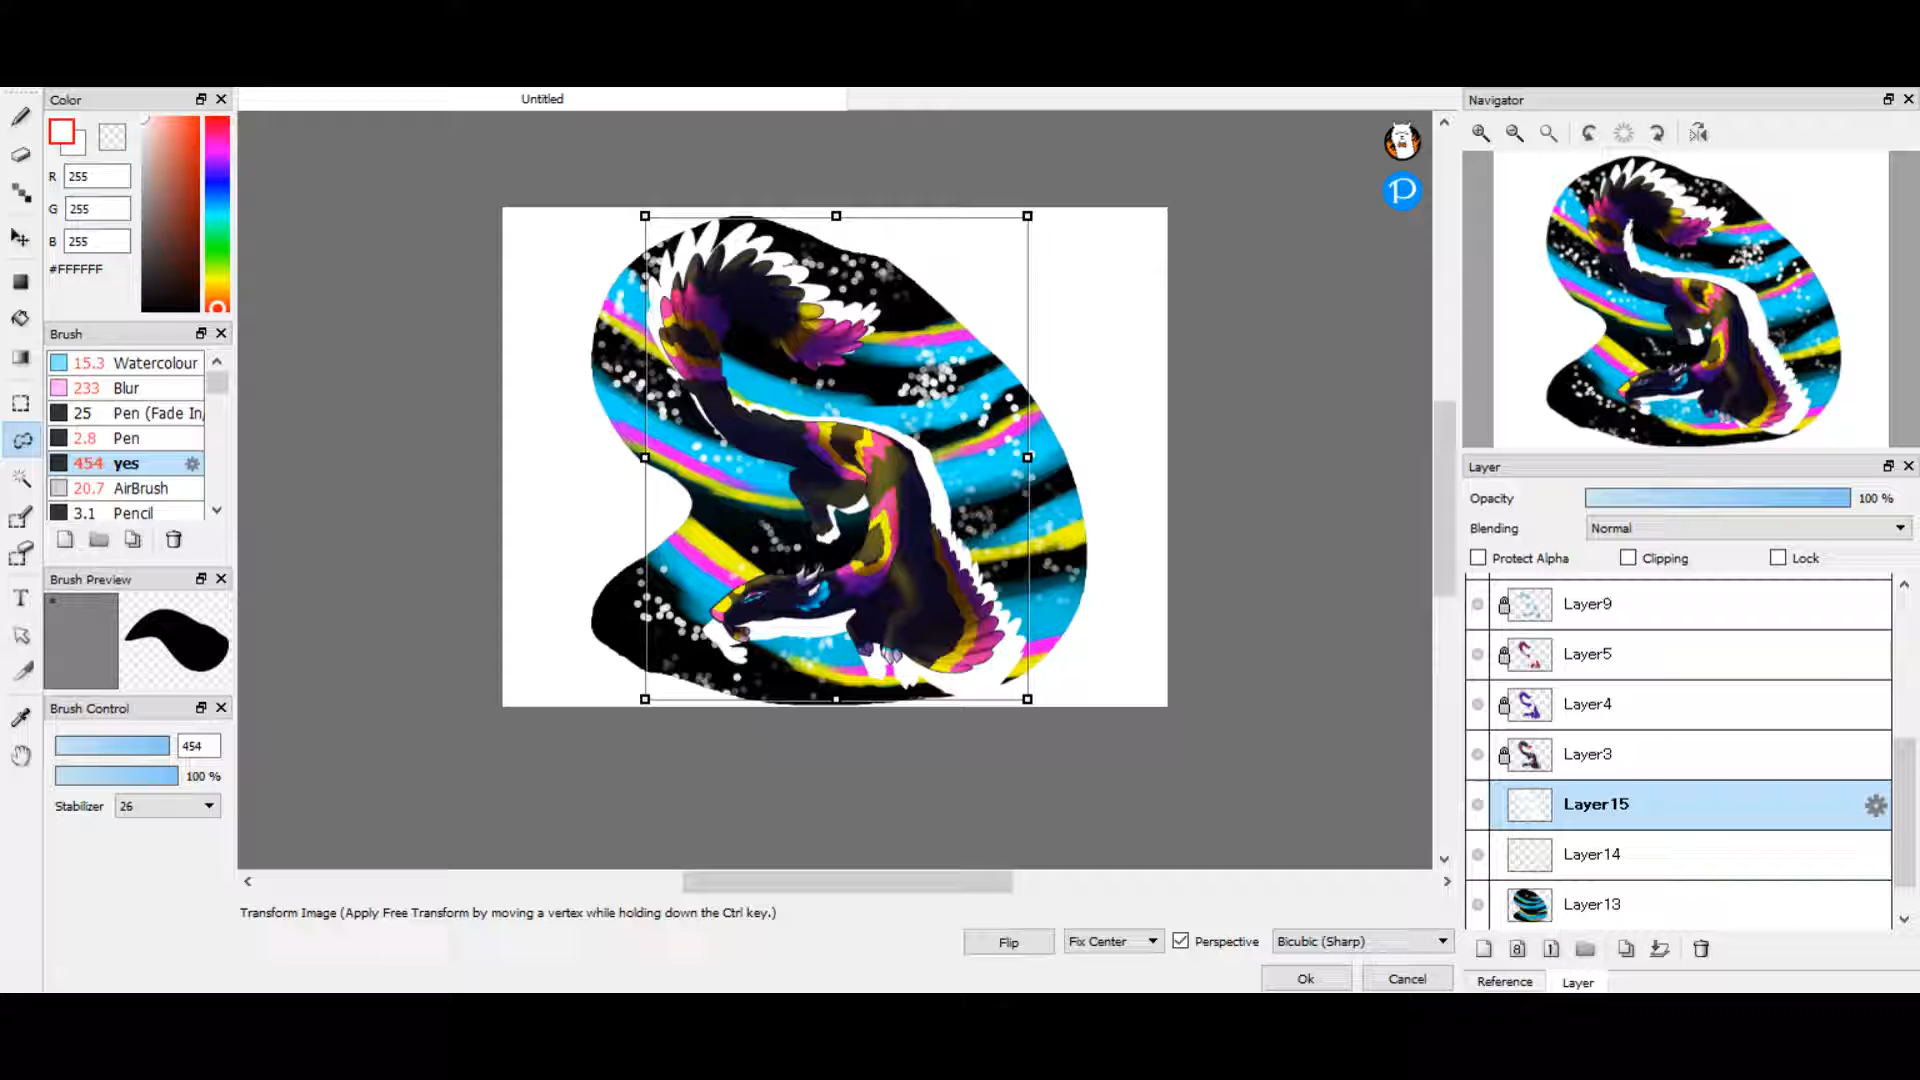 Color
R 255
G 255
B 255
#FFFFFF
Brush
15.3 Watercolour
233 Blur
25 Pen (Fade In/
2.8 Pen
454 yes
20.7 AirBrush
3.1 Pencil
Brush Preview
Brush Control
454
100 %
Stabilizer 26
T
Untitled
P
Transform Image (Apply Free Transform by moving a vertex while holding down the Ctrl key.)
Flip Fix Center Perspective Bicubic (Sharp)
Ok Cancel
Navigator
Layer
Opacity 100 %
Blending Normal
Protect Alpha Clipping Lock
Layer9
Layer5
Layer4
Layer3
Layer15
Layer14
Layer13
8 1
Reference Layer